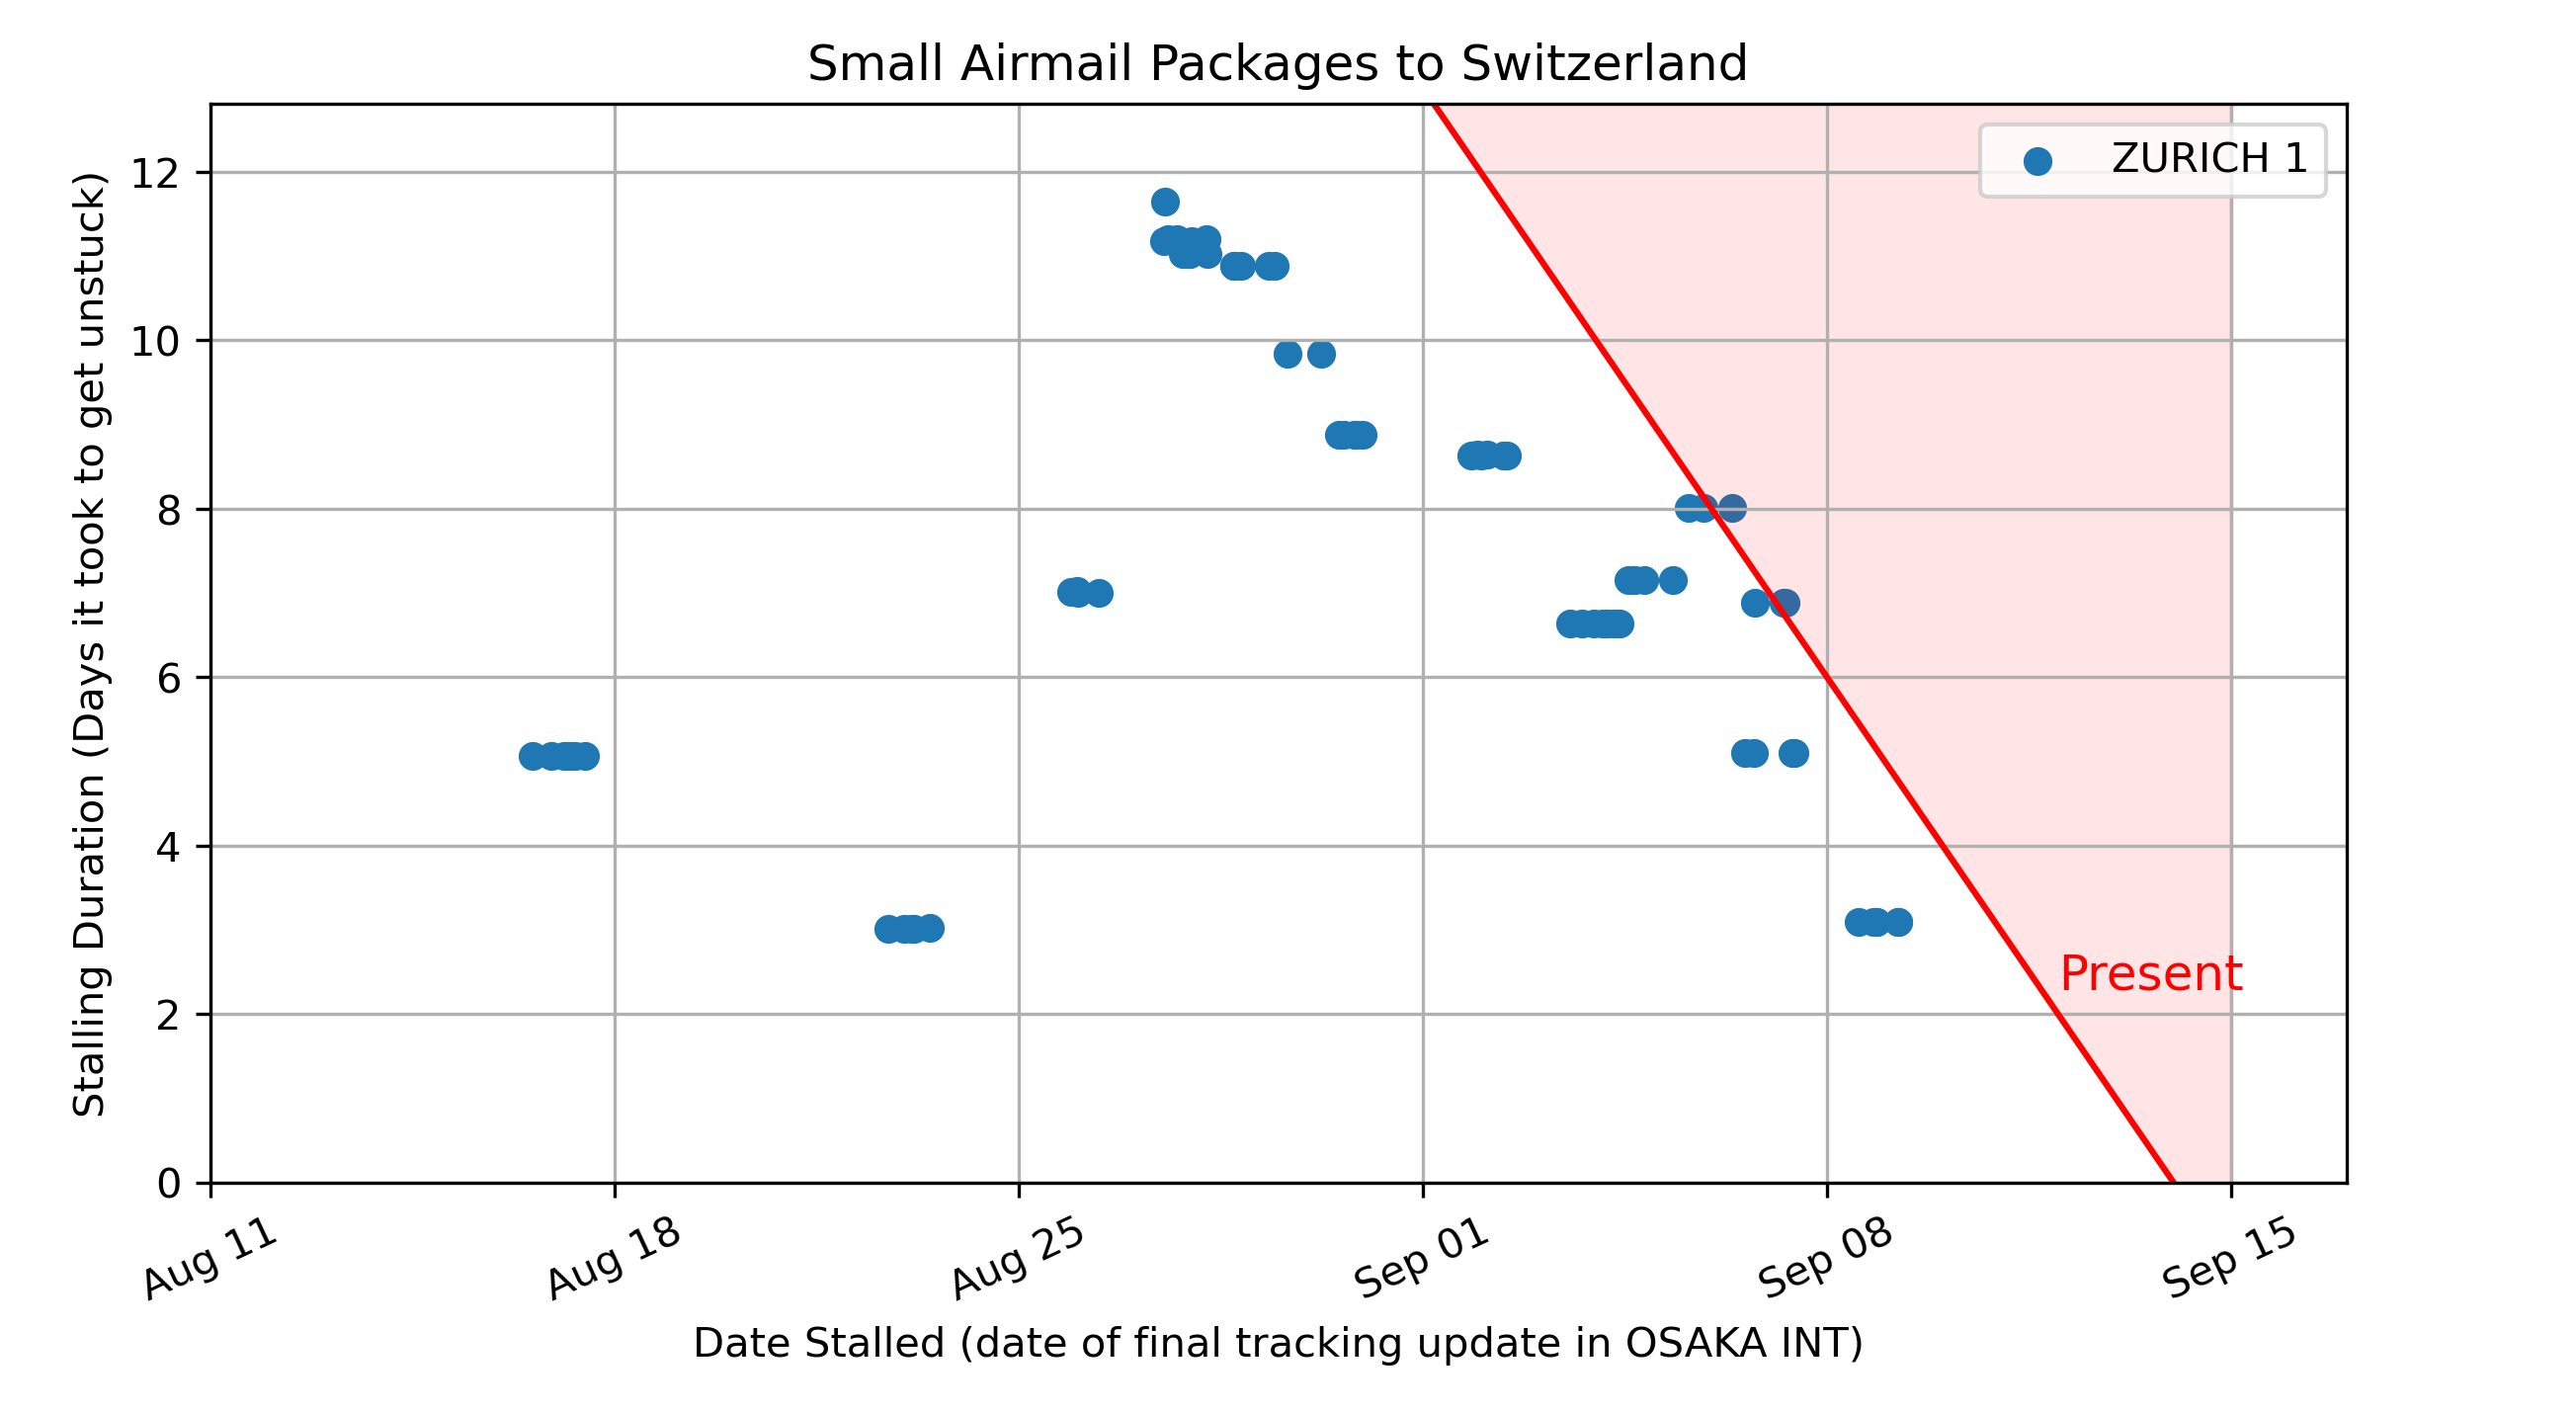 Small Airmail Packages to Switzerland
Stalling Duration (Days it took to get unstuck)
12
10
8
6
4
2
0
ZURICH 1
Present
Aug 11
Aug 18
Aug 25
Sep 01
Sep 08
Sep 15
Date Stalled (date of final tracking update in OSAKA INT)